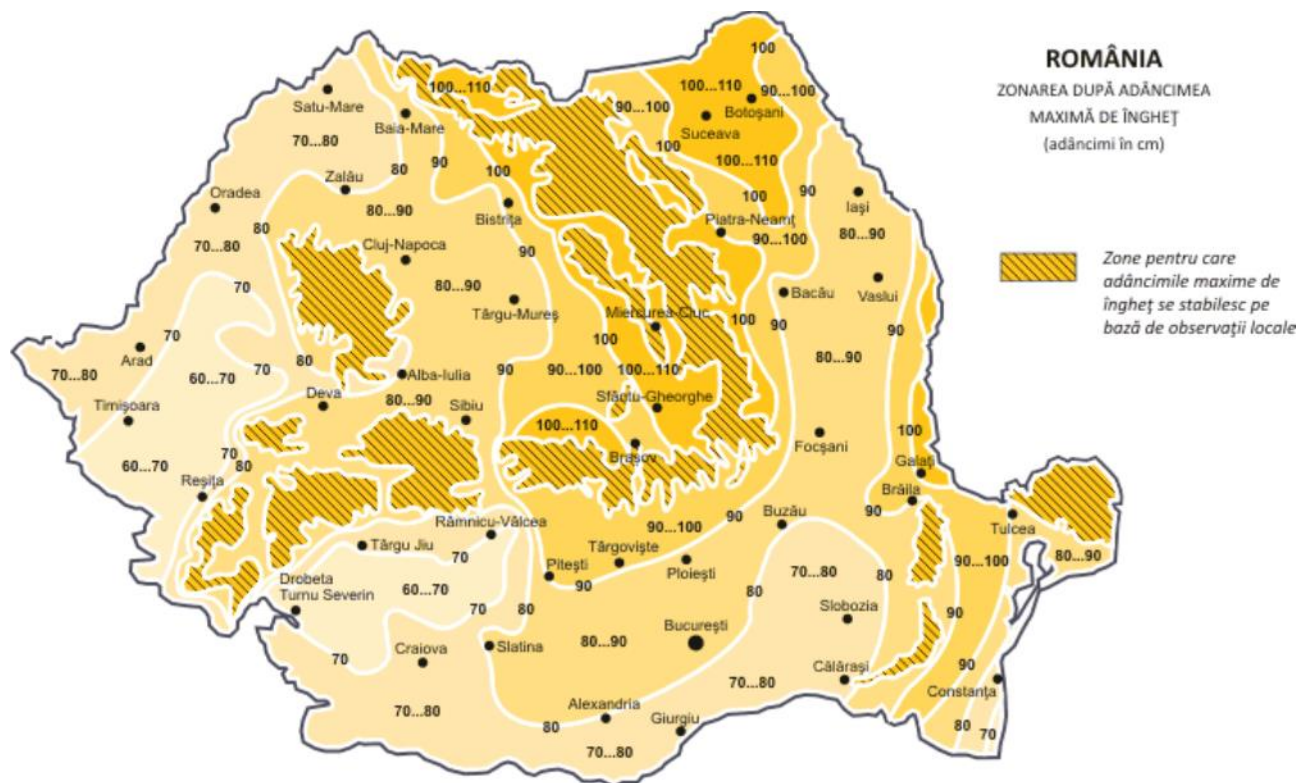 ROMÂNIA
ZONAREA DUPĂ ADÂNCIMEA
MAXIMĂ DE ÎNGHEȚ
(adâncimi în cm)
Zone pentru care
adâncimile maxime de
îngheț se stabilesc pe
bază de observații locale
100
100...110
100...110
90...100
Satu-Mare
90...100
Botoșani
Baia-Mare
Suceava
70...80
100
100...110
90
80
100
Zalău
90
100
Iași
Oradea
80...90
Bistrița
Piatra-Neamț
80
80...90
90...100
70...80
Cluj-Napoca
90
80...90
70
Bacău
Vaslui
Târgu-Mureș
Miercurea-Ciuc
100
90
90
70
100
Arad
80...90
80
70
90
90...100
100...110
70...80
60...70
Alba-Iulia
Deva
80...90
Sfântu-Gheorghe
Timișoara
Sibiu
100...110
Focșani
100
70
Brașov
60...70
80
Galați
Reșița
Brăila
Buzău
90
Râmnicu-Vâlcea
90...100
90
Tulcea
Târgu Jiu
70
Târgoviște
80...90
Pitești
Ploiești
90...100
70...80
80
Drobeta
Turnu Severin
60...70
90
80
70
80
Slobozia
90
București
Craiova
Slatina
80...90
70
90
Călărași
70...80
Constanța
Alexandria
70...80
80
Giurgiu
80
70
70...80